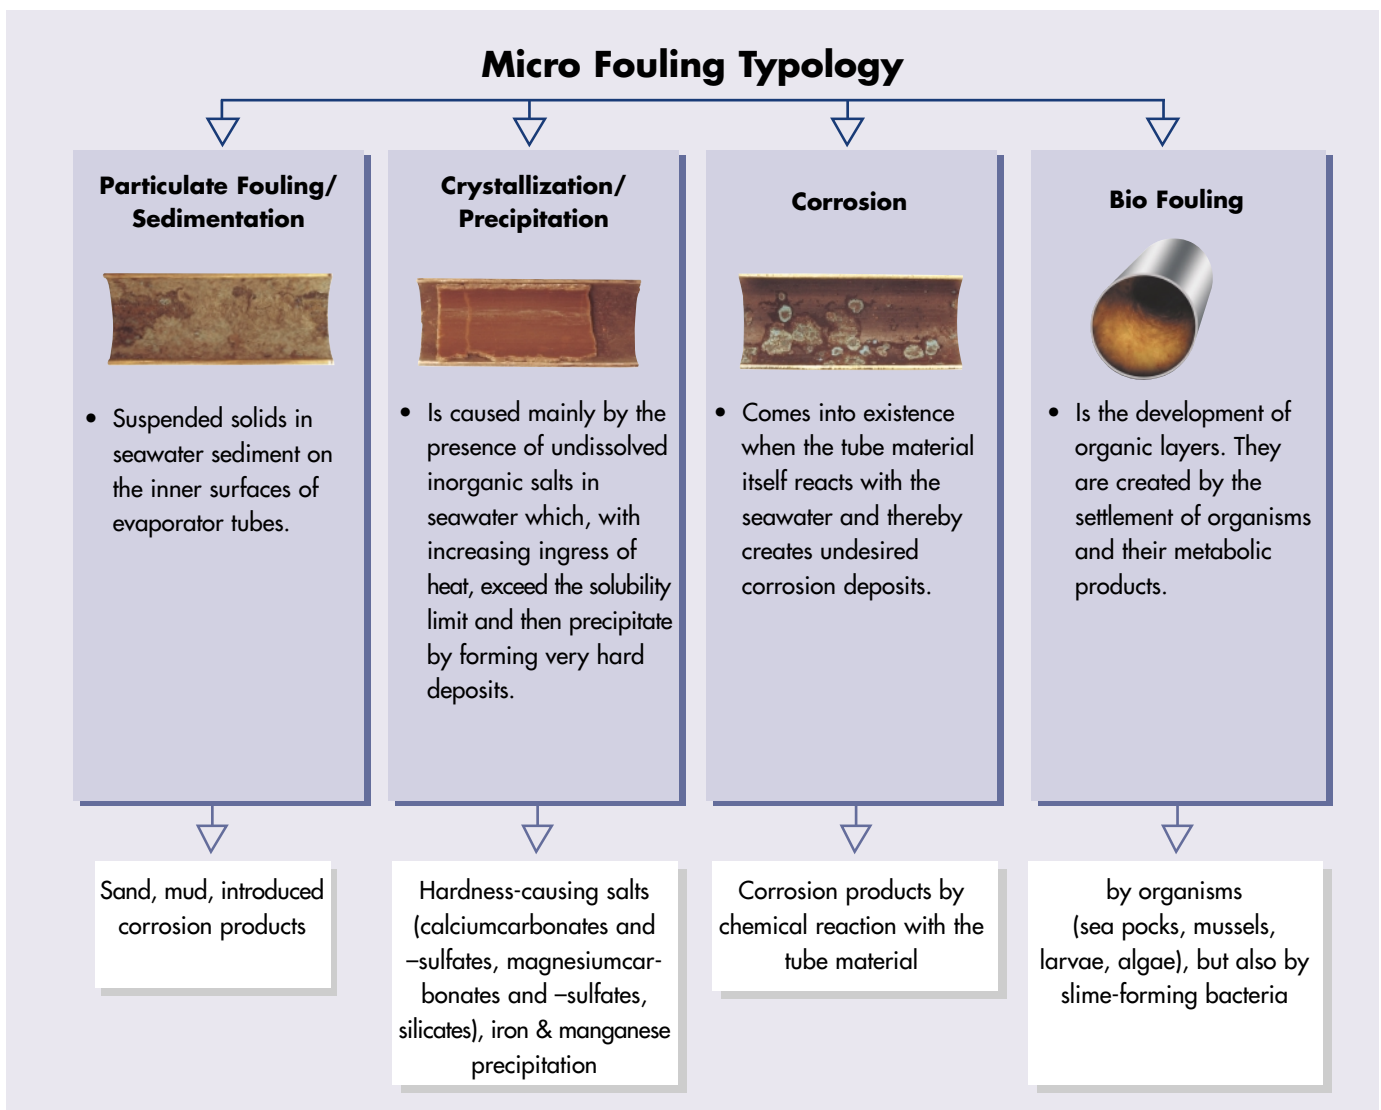 Micro Fouling Typology
Particulate Fouling/
Sedimentation
• Suspended solids in
seawater sediment on
the inner surfaces of
evaporator tubes.
Sand, mud, introduced
corrosion products
Crystallization/
Precipitation
• Is caused mainly by the
presence of undissolved
inorganic salts in
seawater which, with
increasing ingress of
heat, exceed the solubility
limit and then precipitate
by forming very hard
deposits.
Hardness-causing salts
(calciumcarbonates and
–sulfates, magnesiumcar-
bonates and –sulfates,
silicates), iron & manganese
precipitation
Corrosion
• Comes into existence
when the tube material
itself reacts with the
seawater and thereby
creates undesired
corrosion deposits.
Corrosion products by
chemical reaction with the
tube material
Bio Fouling
• Is the development of
organic layers. They
are created by the
settlement of organisms
and their metabolic
products.
by organisms
(sea pocks, mussels,
larvae, algae), but also by
slime-forming bacteria